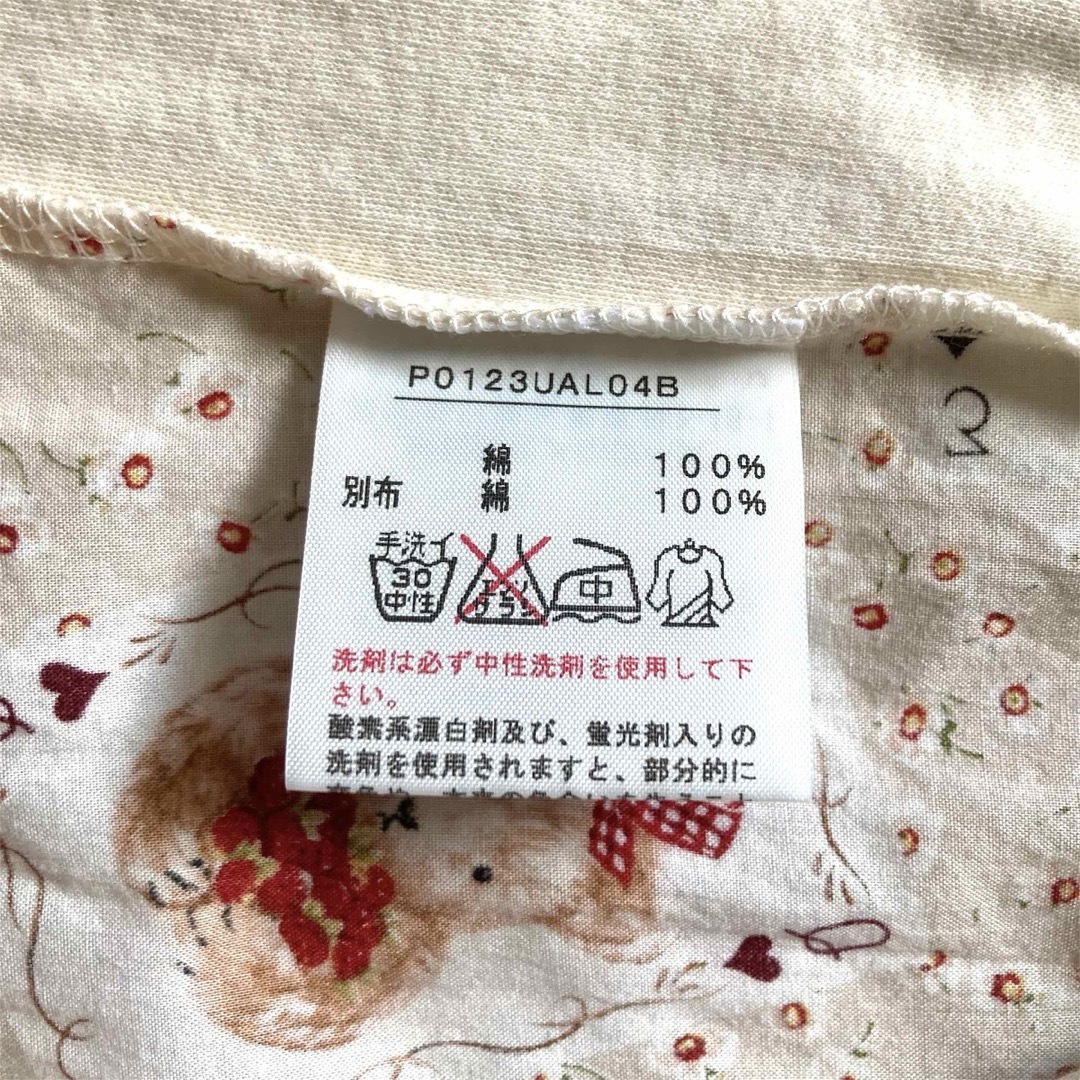 P0123UAL04B
綿 100%
別布 綿 100%
手洗イ
30
中性
エンソ
サラシ
中
洗剤は必ず中性洗剤を使用して下
さい。
酸素系漂白剤及び、蛍光剤入りの
洗剤を使用されますと、部分的に